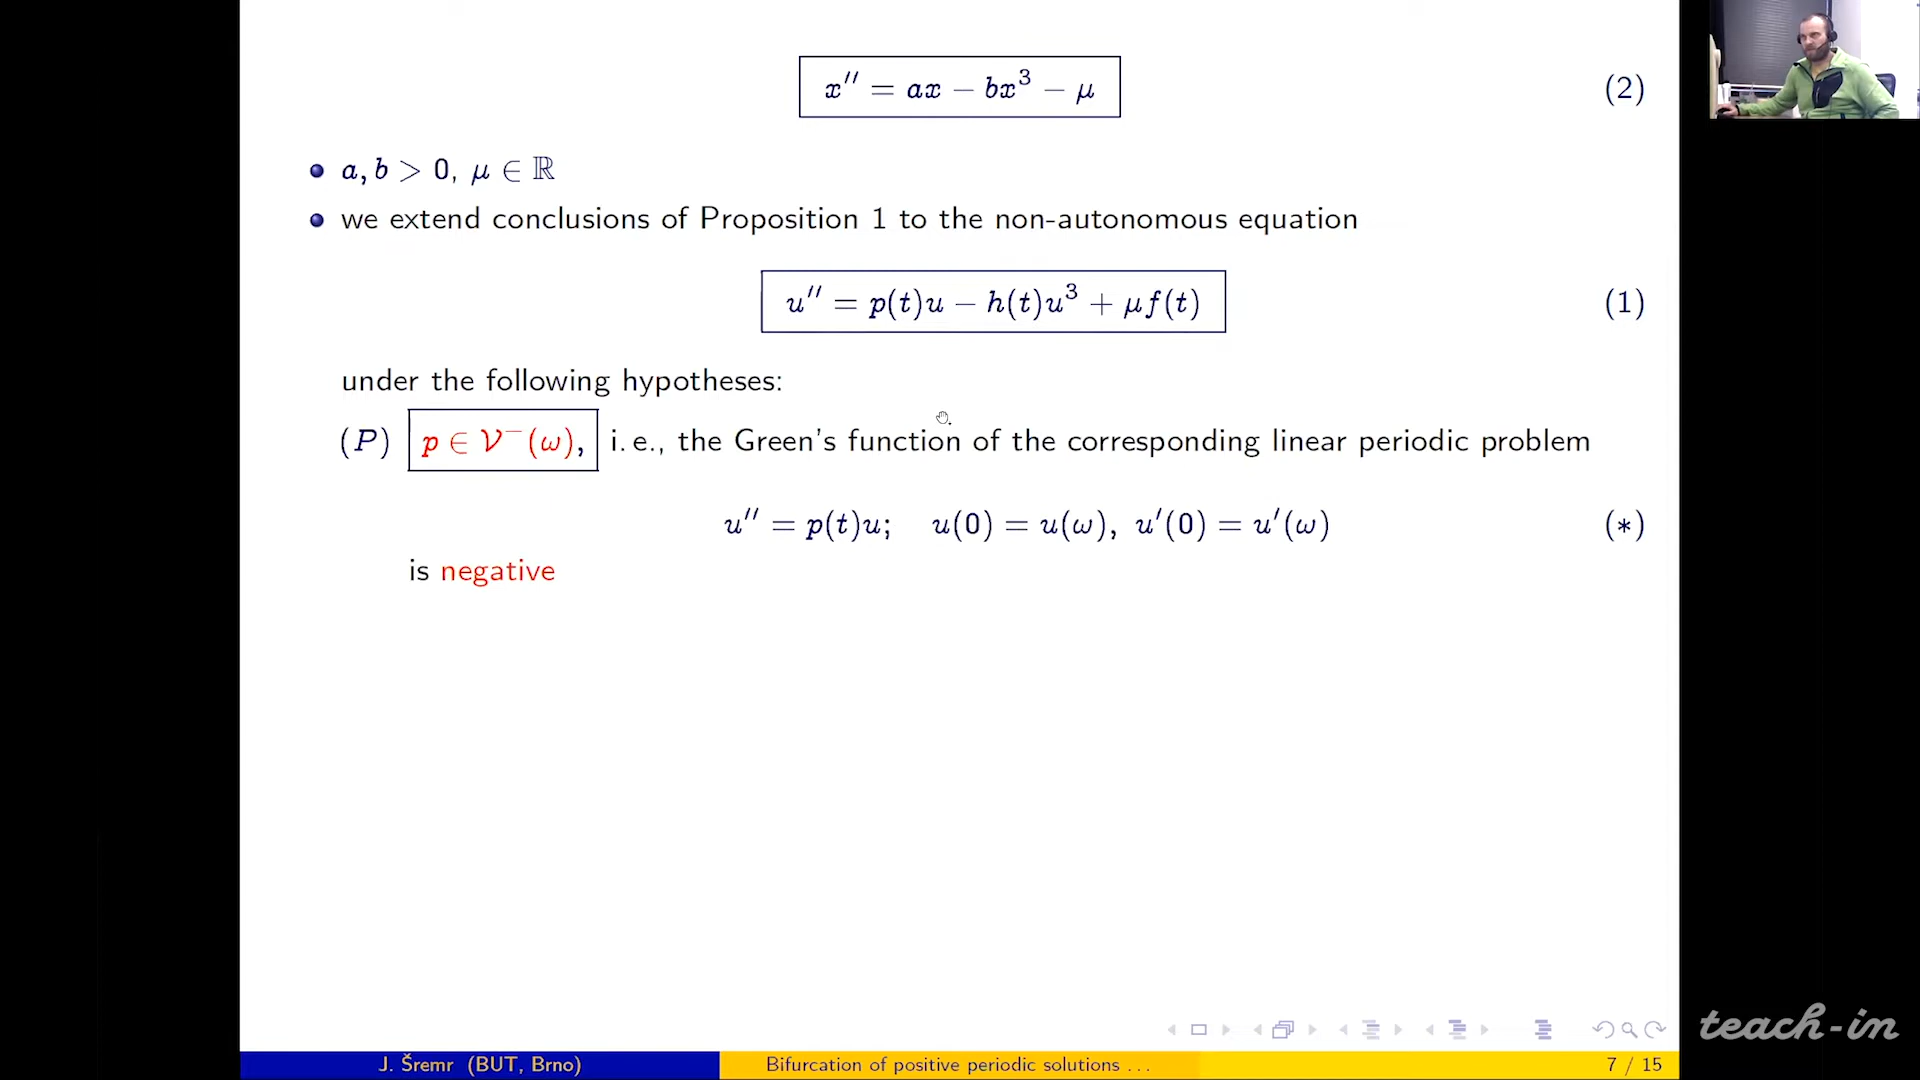 x′′ = ax − bx³ − μ (2)
• a, b > 0, μ ∈ ℝ
• we extend conclusions of Proposition 1 to the non-autonomous equation
u′′ = p(t)u − h(t)u³ + μf(t) (1)
under the following hypotheses:
(P) p ∈ 𝒱⁻(ω), i. e., the Green's function of the corresponding linear periodic problem
u′′ = p(t)u; u(0) = u(ω), u′(0) = u′(ω) (∗)
is negative
teach-in
J. Šremr (BUT, Brno) Bifurcation of positive periodic solutions ... 7 / 15